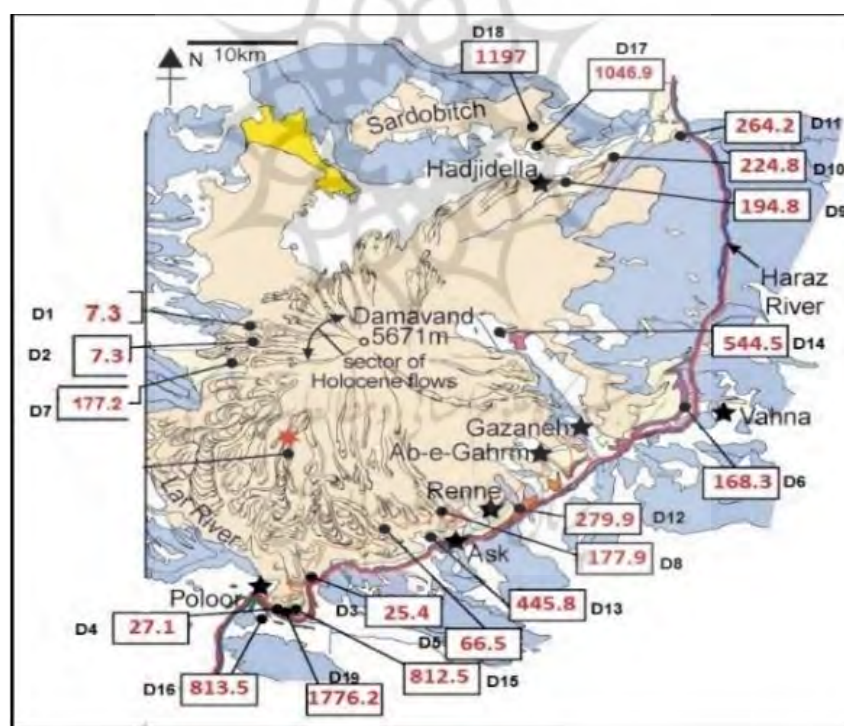 D18
1197
D17
1046.9
N
10km
Sardobitch
Hadjidella
264.2
D11
224.8
D10
194.8
D9
Haraz
River
D1
7.3
D2
7.3
D7
177.2
Damavand
5671m
sector of
Holocene flows
544.5
D14
Gazaneh
Vahna
Ab-e-Gahrm
168.3
D6
Renne
279.9
D12
Lar River
Ask
177.9
D8
Poloor
D3
25.4
445.8
D13
D4
27.1
D5
66.5
D16
813.5
D19
1776.2
812.5
D15